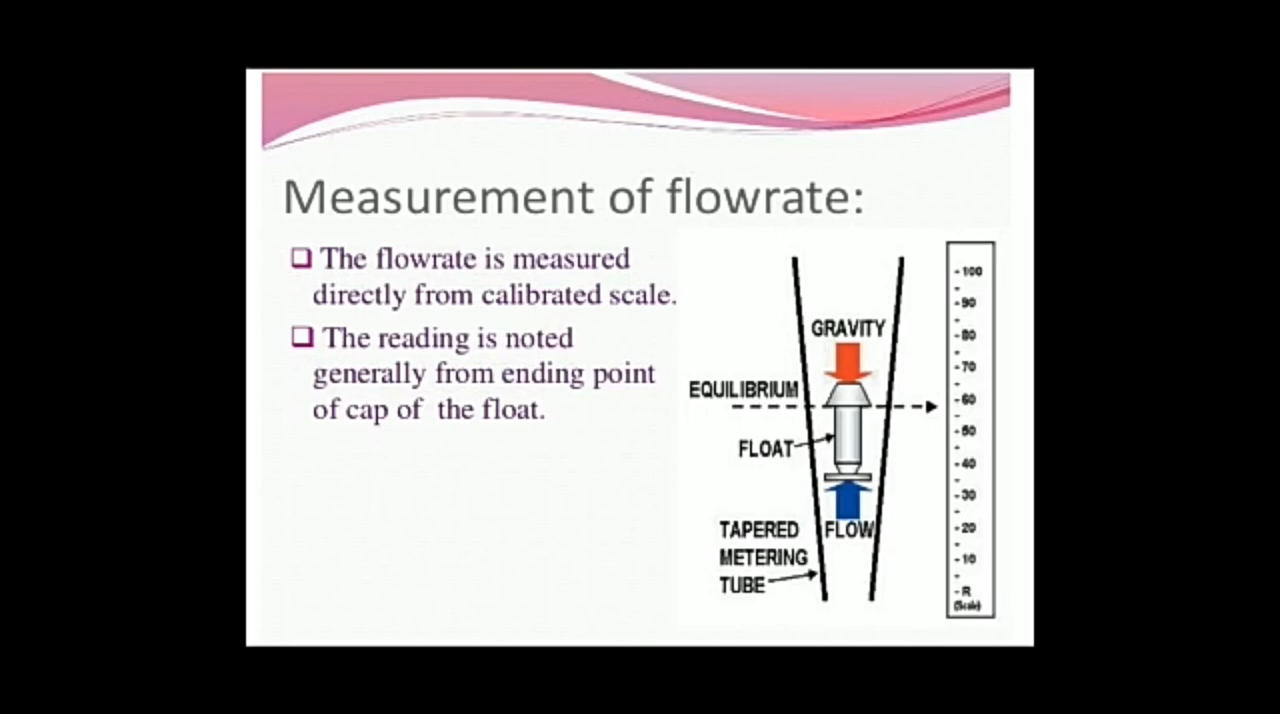 Measurement of flowrate:
❑ The flowrate is measured
directly from calibrated scale.
❑ The reading is noted
generally from ending point
of cap of the float.
GRAVITY
EQUILIBRIUM
FLOAT
TAPERED
METERING
TUBE
FLOW
-100
-90
-80
-70
-60
-50
-40
-30
-20
-10
-R
(Scale)